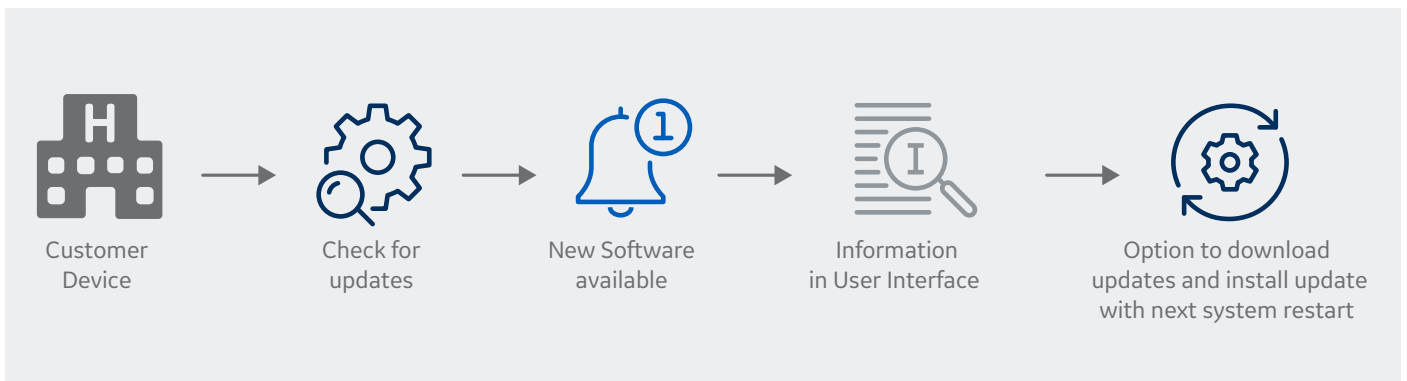 H
1
I
Customer
Device
Check for
updates
New Software
available
Information
in User Interface
Option to download
updates and install update
with next system restart